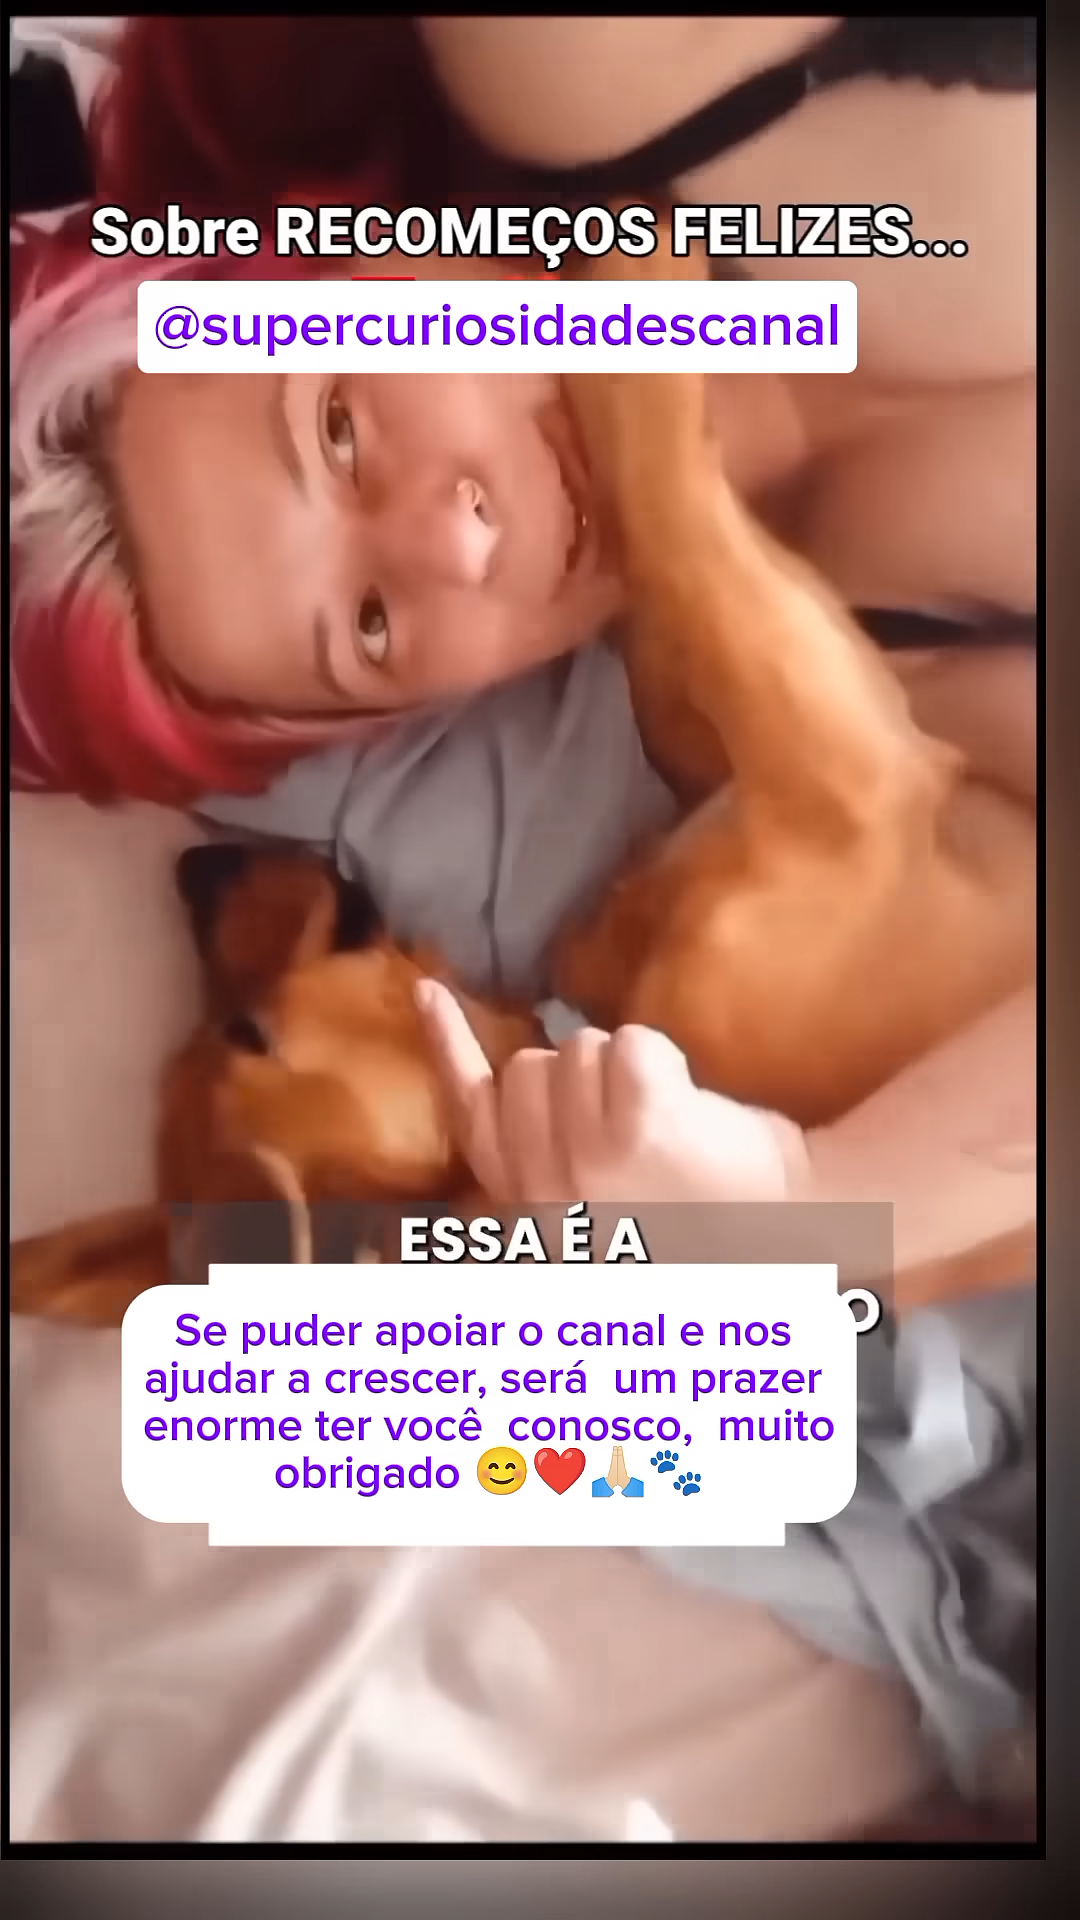 Sobre RECOMEÇOS FELIZES...
@supercuriosidadescanal
ESSA É A
Se puder apoiar o canal e nos
ajudar a crescer, será um prazer
enorme ter você conosco, muito
obrigado 😊❤️🙏🏼🐾